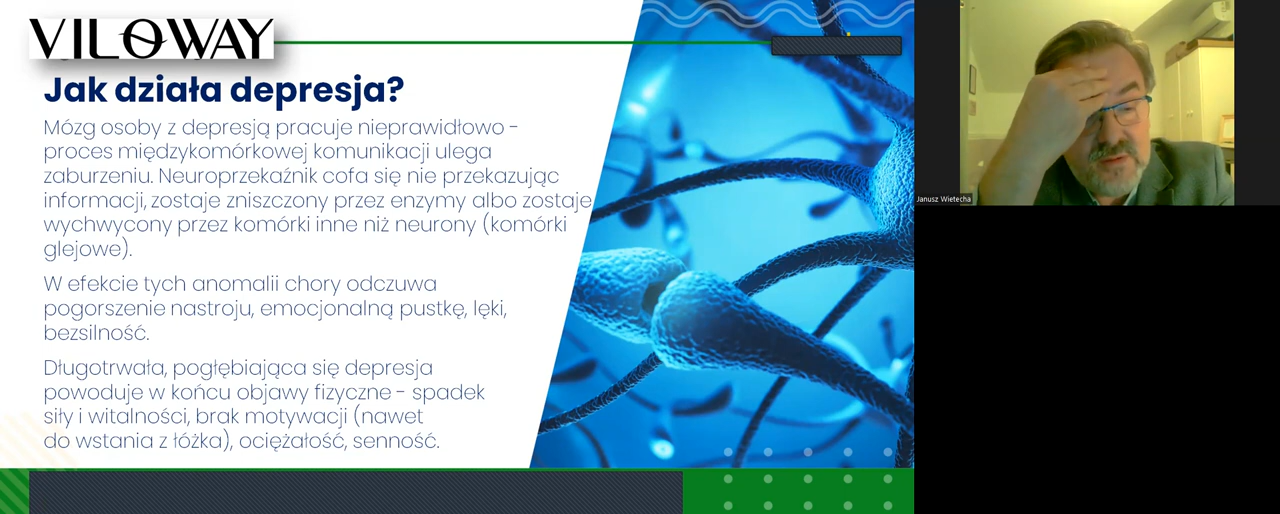 VILOWAY
Jak działa depresja?
Mózg osoby z depresją pracuje nieprawidłowo -
proces międzykomórkowej komunikacji ulega
zaburzeniu. Neuroprzekaźnik cofa się nie przekazując
informacji, zostaje zniszczony przez enzymy albo zostaje
wychwycony przez komórki inne niż neurony (komórki
glejowe).
W efekcie tych anomalii chory odczuwa
pogorszenie nastroju, emocjonalną pustkę, lęki,
bezsilność.
Długotrwała, pogłębiająca się depresja
powoduje w końcu objawy fizyczne - spadek
siły i witalności, brak motywacji (nawet
do wstania z łóżka), ociężałość, senność.
Janusz Wietecha